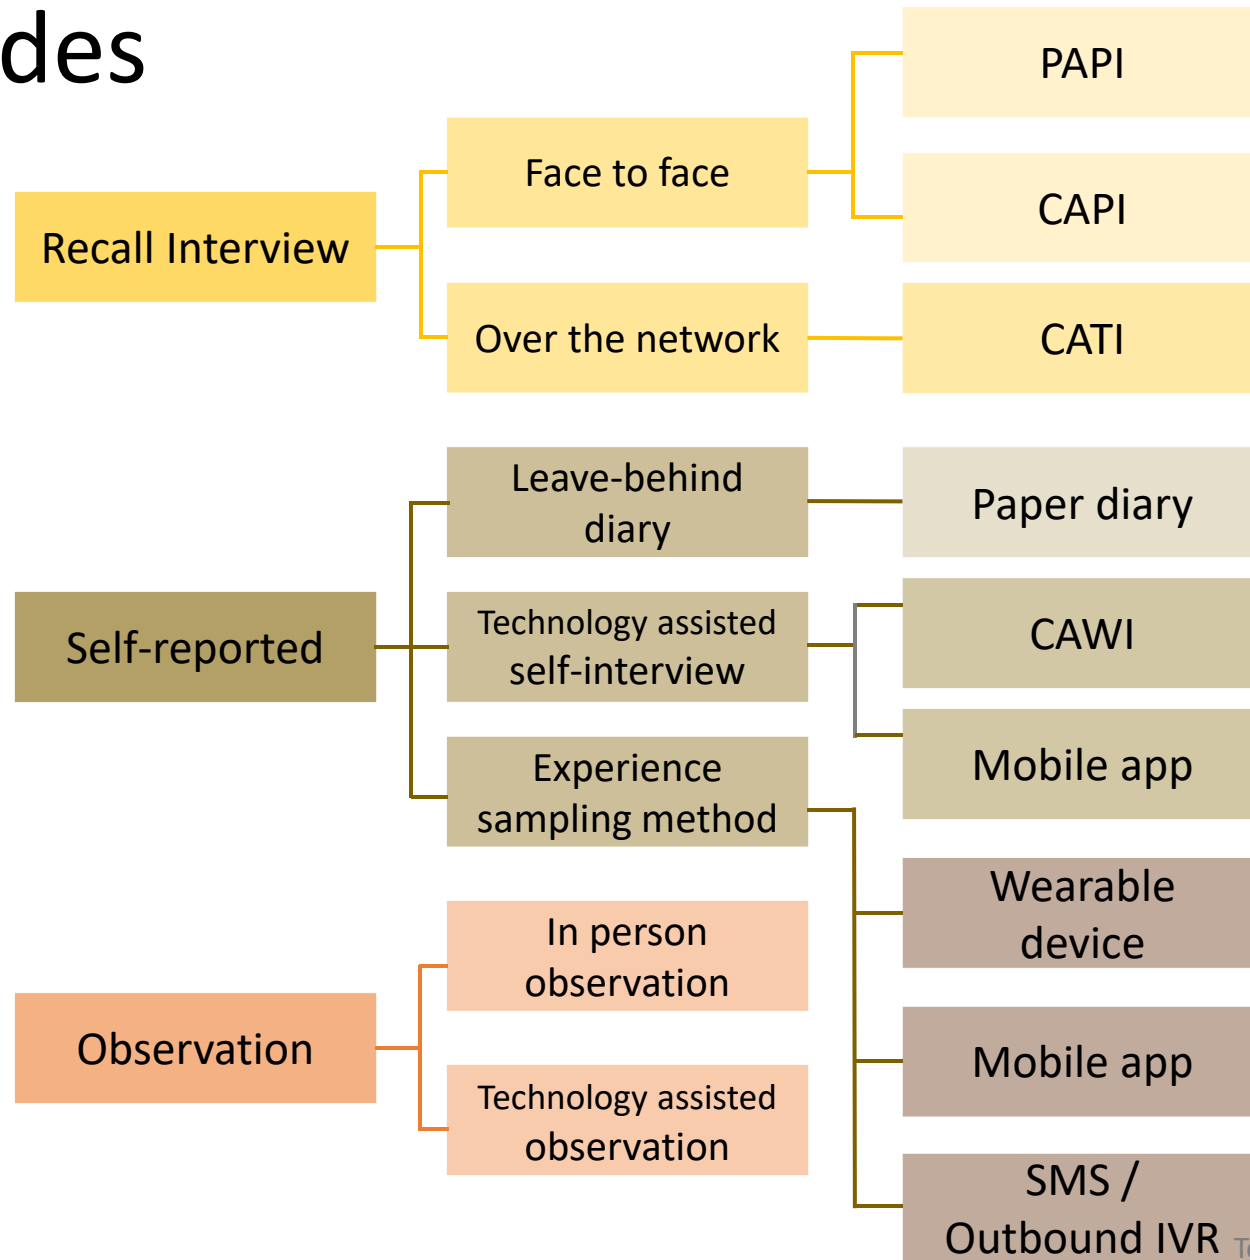 des
PAPI
Face to face
CAPI
Recall Interview
Over the network
CATI
Leave-behind
diary
Paper diary
Technology assisted
self-interview
CAWI
Self-reported
Mobile app
Experience
sampling method
Wearable
device
In person
observation
Observation
Mobile app
Technology assisted
observation
SMS /
Outbound IVR